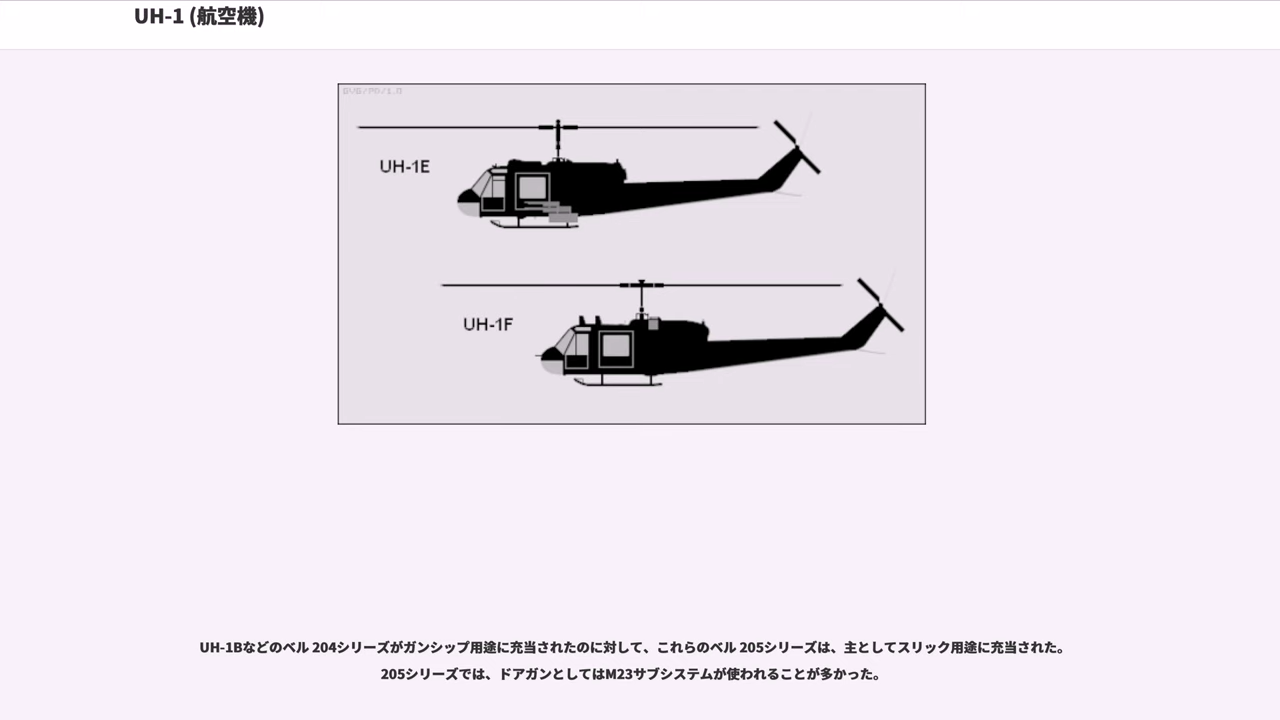 UH-1 (航空機)
DVB/PD/1.0
UH-1E
UH-1F
UH-1Bなどのベル 204シリーズがガンシップ用途に充当されたのに対して、これらのベル 205シリーズは、主としてスリック用途に充当された。
205シリーズでは、ドアガンとしてはM23サブシステムが使われることが多かった。